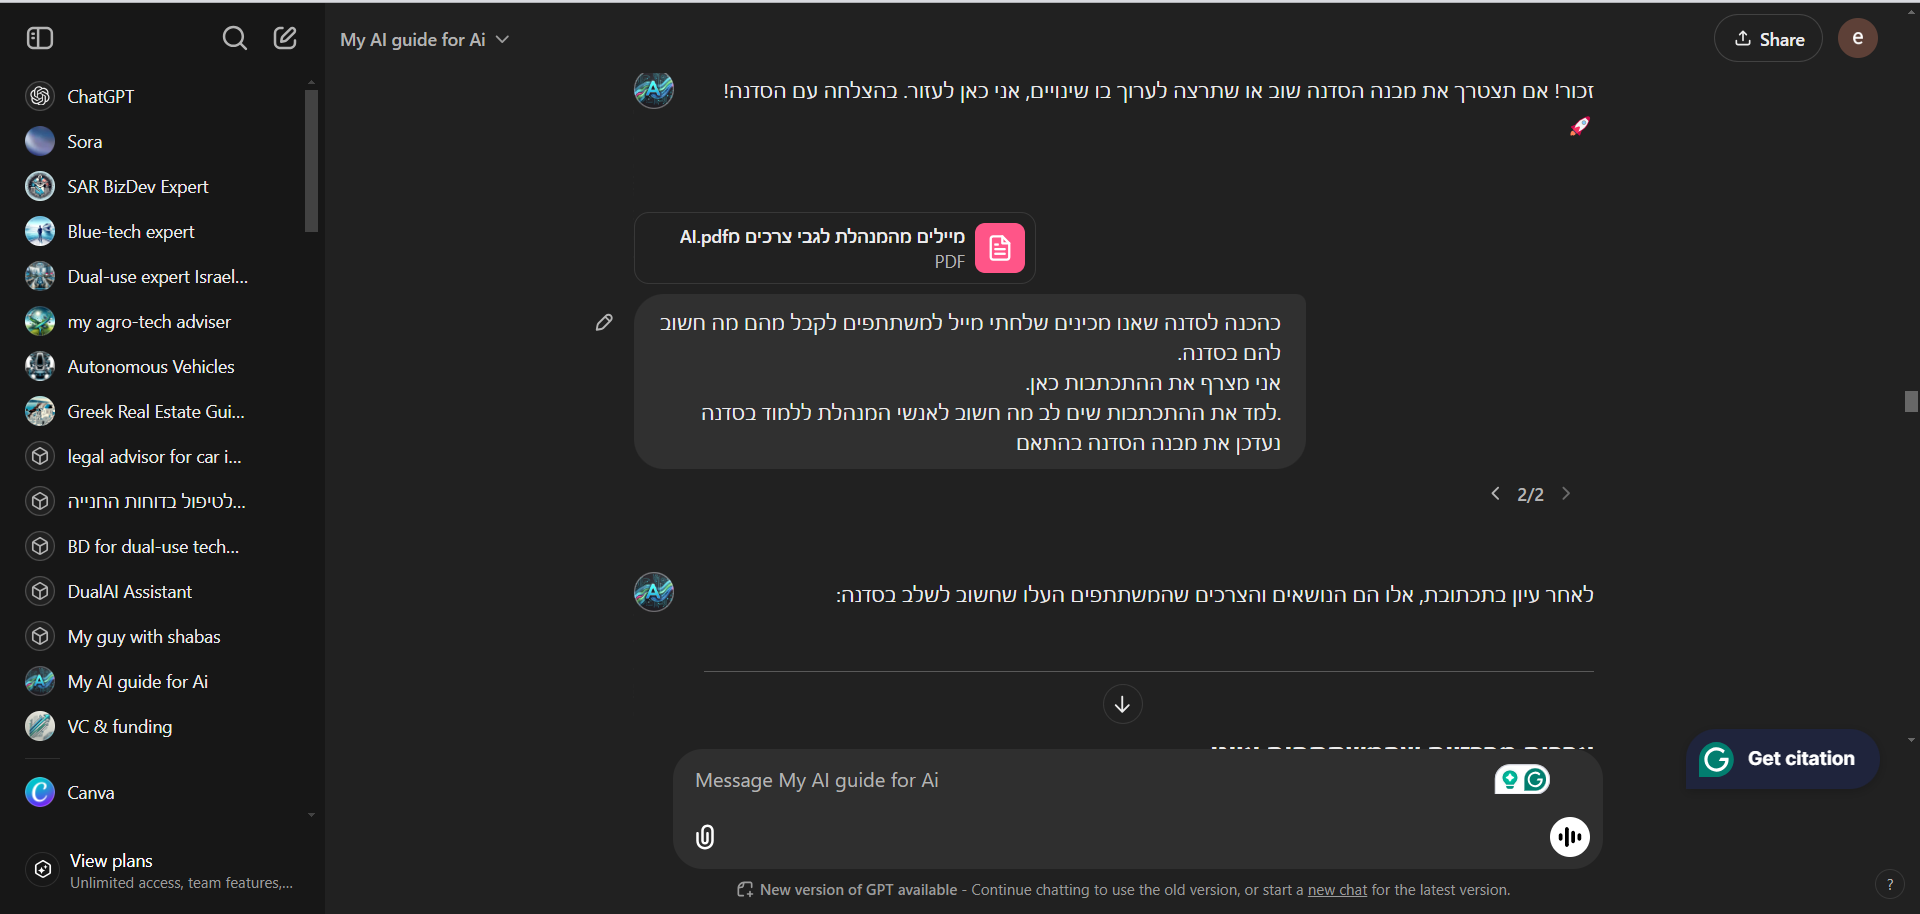 My AI guide for Ai
Share
e
ChatGPT
Sora
SAR BizDev Expert
Blue-tech expert
Dual-use expert Israel...
my agro-tech adviser
Autonomous Vehicles
Greek Real Estate Gui...
legal advisor for car i...
לטיפול בדוחות החנייה...
BD for dual-use tech...
DualAI Assistant
My guy with shabas
My AI guide for Ai
VC & funding
Canva
View plans
Unlimited access, team features,...
זכור! אם תצטרך את מבנה הסדנה שוב או שתרצה לערוך בו שינויים, אני כאן לעזור. בהצלחה עם הסדנה!
🚀
מיילים מהמנהלת לגבי צרכים מAI.pdf
PDF
כהכנה לסדנה שאנו מכינים שלחתי מייל למשתתפים לקבל מהם מה חשוב
להם בסדנה.
אני מצרף את ההתכתבות כאן.
.למד את ההתכתבות שים לב מה חשוב לאנשי המנהלת ללמוד בסדנה
נעדכן את מבנה הסדנה בהתאם
2/2
לאחר עיון בתכתובת, אלו הם הנושאים והצרכים שהמשתתפים העלו שחשוב לשלב בסדנה:
Message My AI guide for Ai
Get citation
New version of GPT available - Continue chatting to use the old version, or start a new chat for the latest version.
?